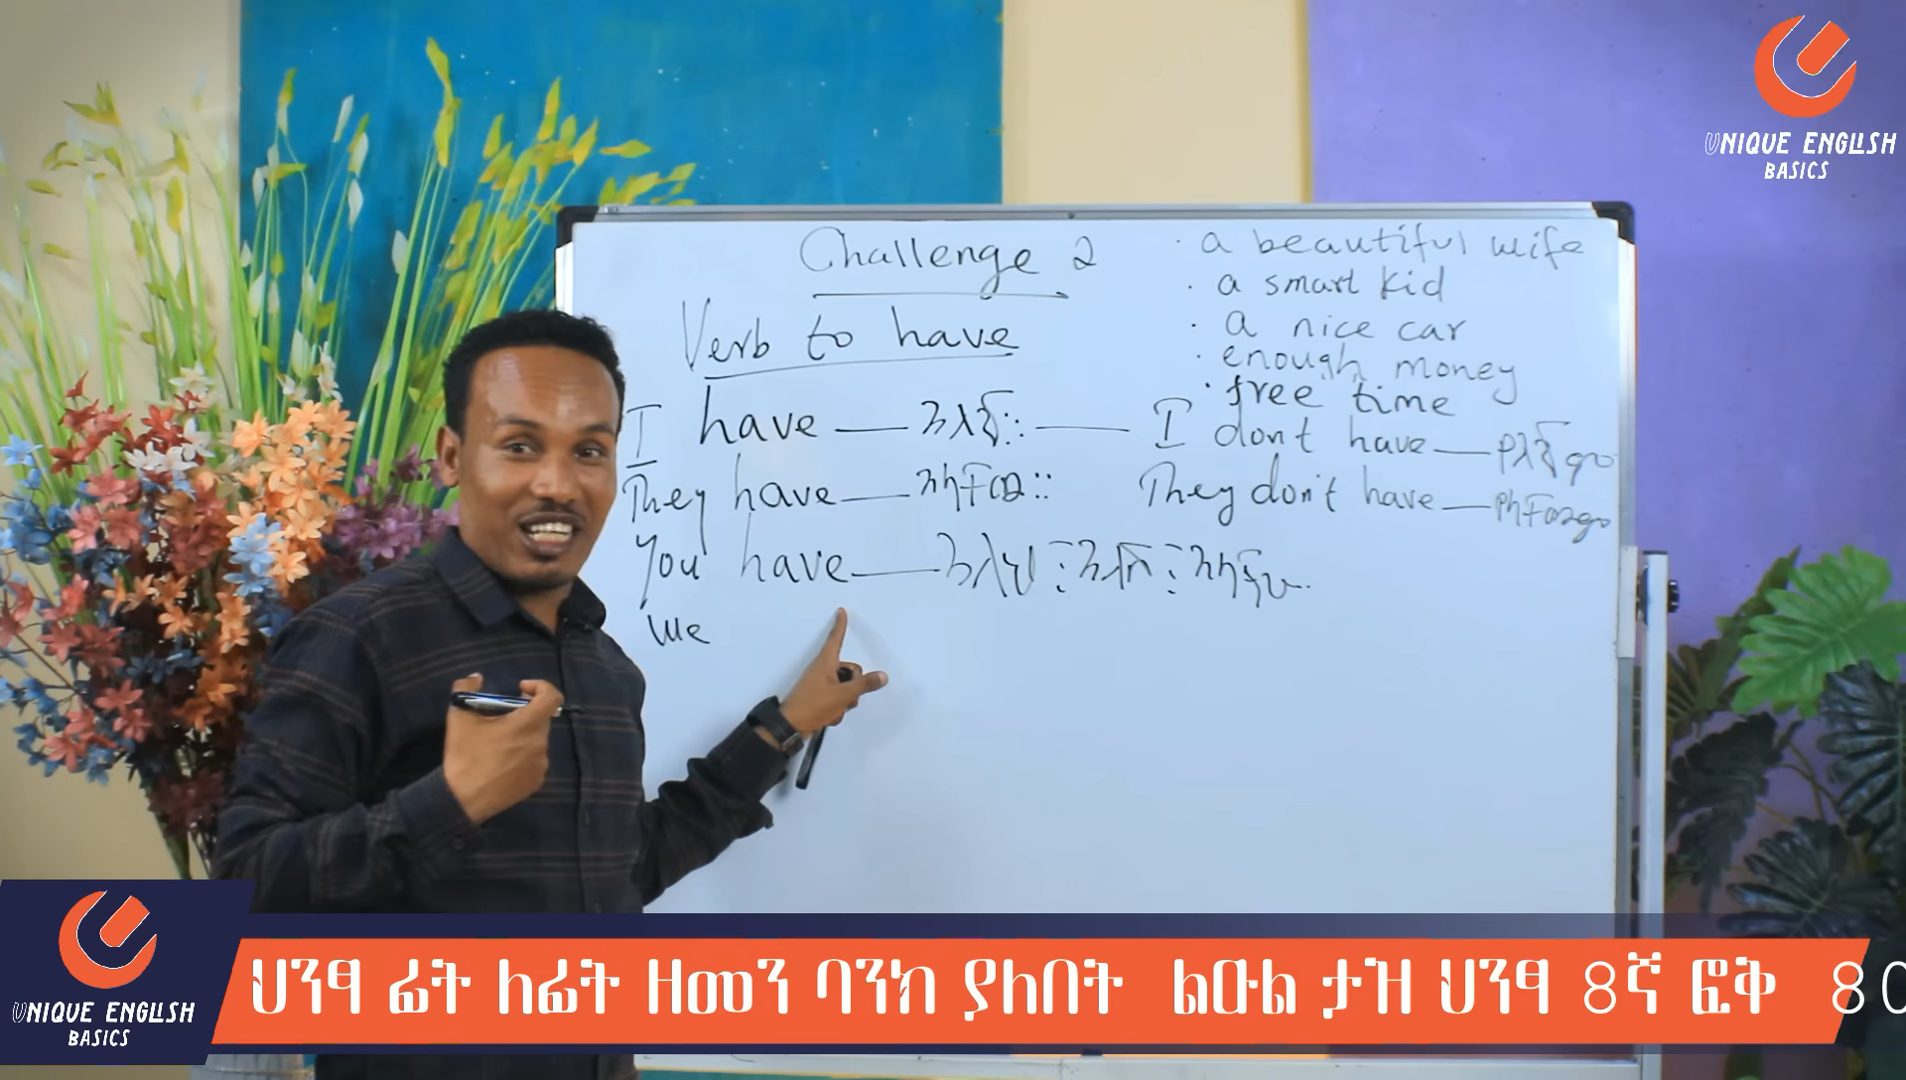 UNIQUE ENGLISH
BASICS
Challenge 2
Verb to have
• a beautiful wife
• a smart kid
• a nice car
• enough money
• free time
I have — አለኝ። — I don't have — የለኝም
They have — አላቸው። They don't have — የላቸውም
You have — አለህ፣ አለሽ፣ አላችሁ
We
UNIQUE ENGLISH
BASICS
ህንፃ ፊት ለፊት ዘመን ባንክ ያለበት ልዑል ታዝ ህንፃ 8ኛ ፎቅ 80